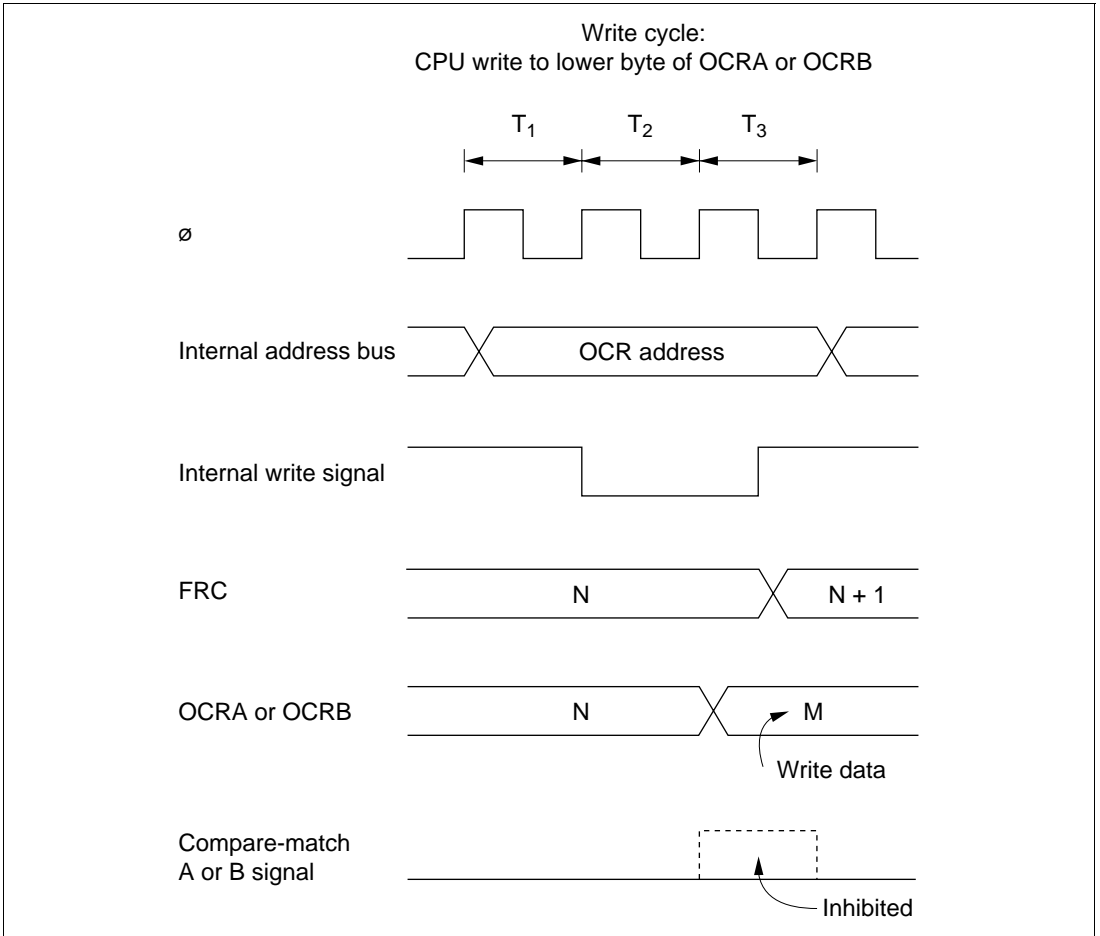 Write cycle:
CPU write to lower byte of OCRA or OCRB
T₁ T₂ T₃
ø
Internal address bus
OCR address
Internal write signal
FRC
N
N + 1
OCRA or OCRB
N
M
Write data
Compare-match
A or B signal
Inhibited